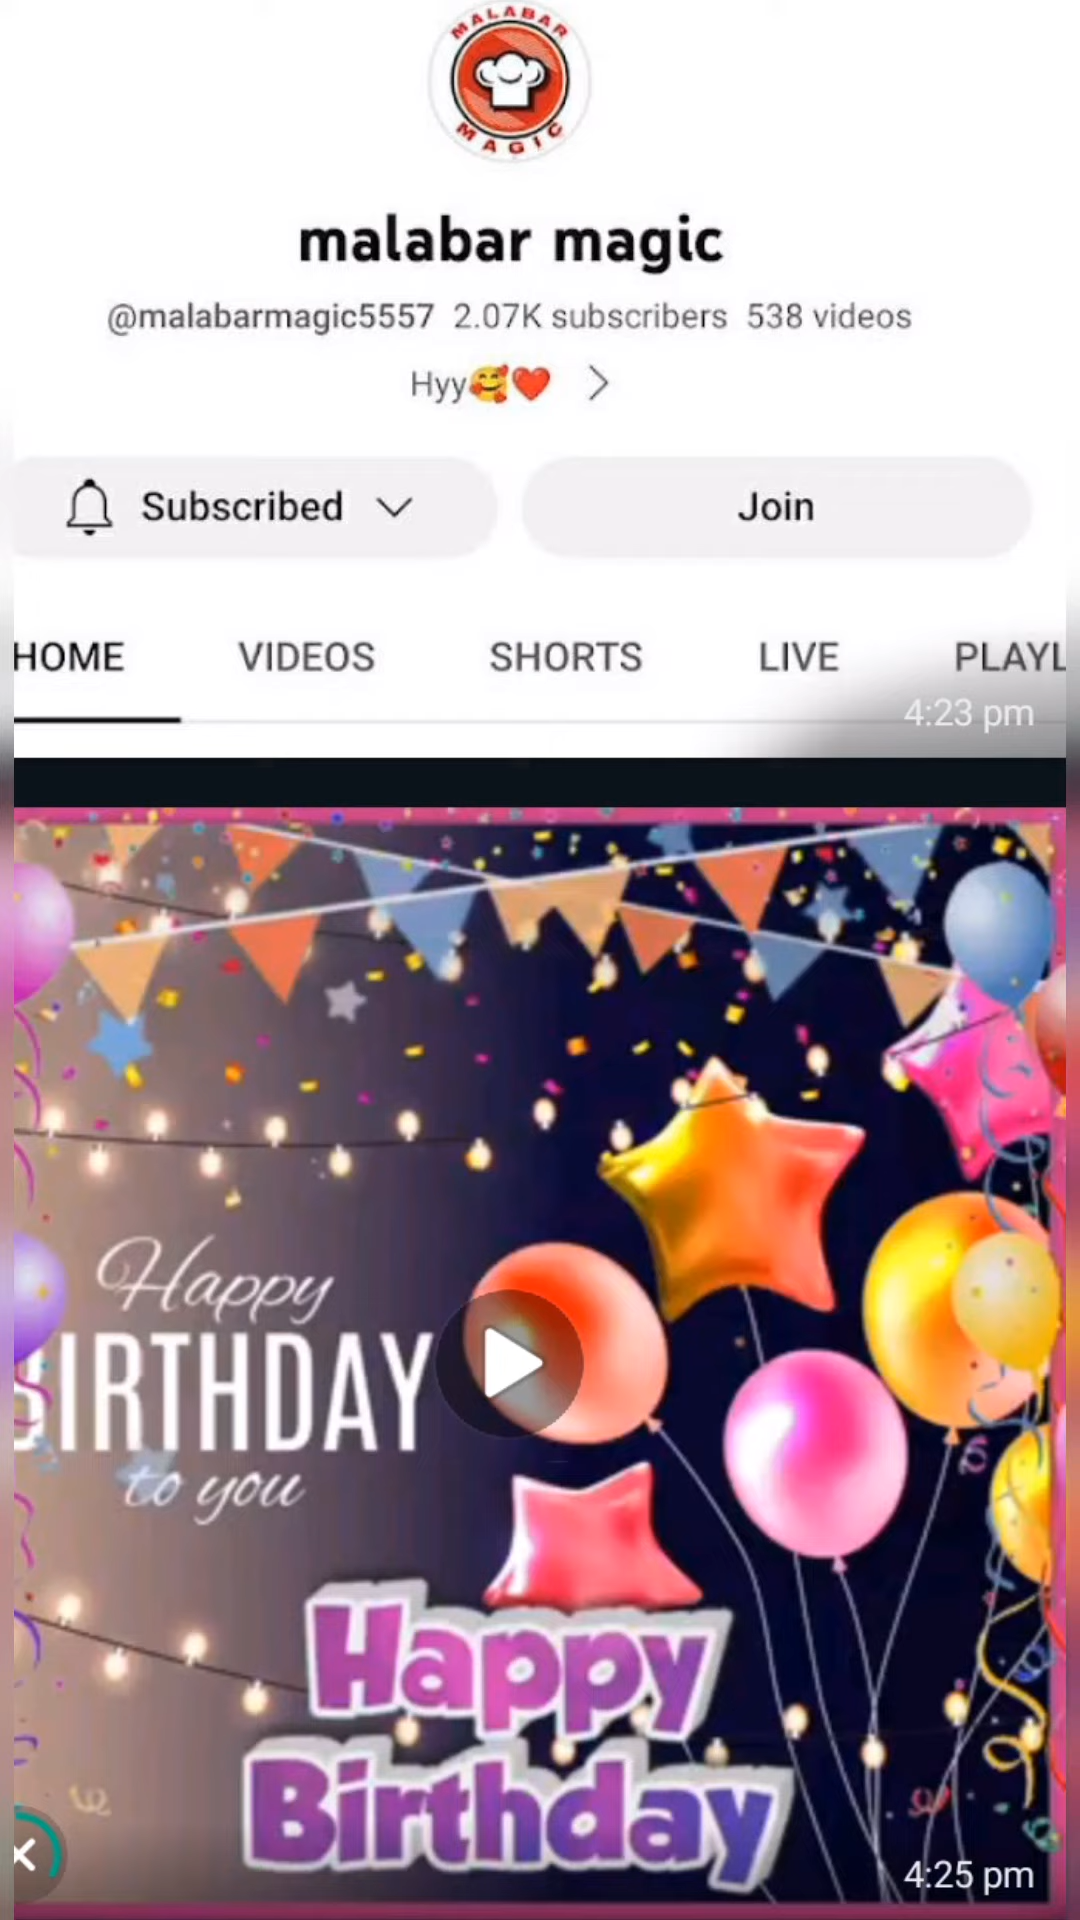 MALABAR
MAGIC
malabar magic
@malabarmagic5557 2.07K subscribers 538 videos
Hyy🥰❤️ >
Subscribed
Join
HOME VIDEOS SHORTS LIVE PLAYL
4:23 pm
Happy
BIRTHDAY
to you
Happy
Birthday
4:25 pm